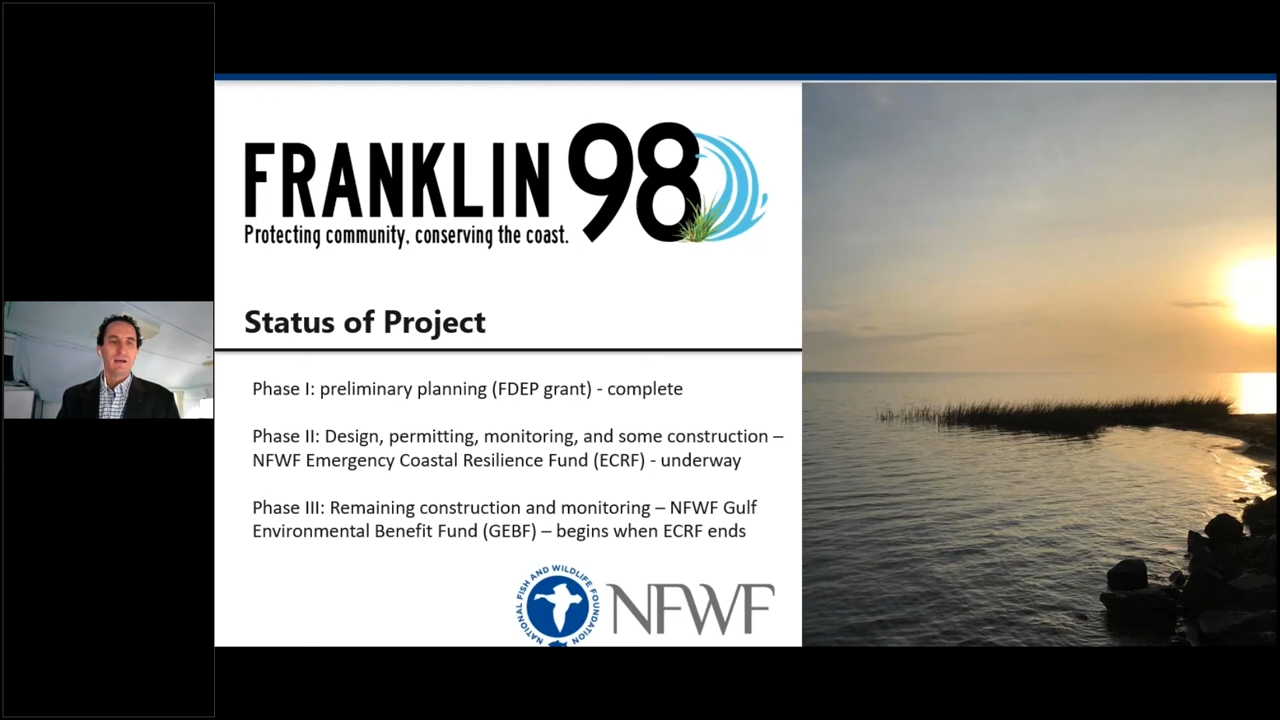 FRANKLIN 98
Protecting community, conserving the coast.
Status of Project
Phase I: preliminary planning (FDEP grant) - complete
Phase II: Design, permitting, monitoring, and some construction –
NFWF Emergency Coastal Resilience Fund (ECRF) - underway
Phase III: Remaining construction and monitoring – NFWF Gulf
Environmental Benefit Fund (GEBF) – begins when ECRF ends
NATIONAL FISH AND WILDLIFE FOUNDATION
NFWF